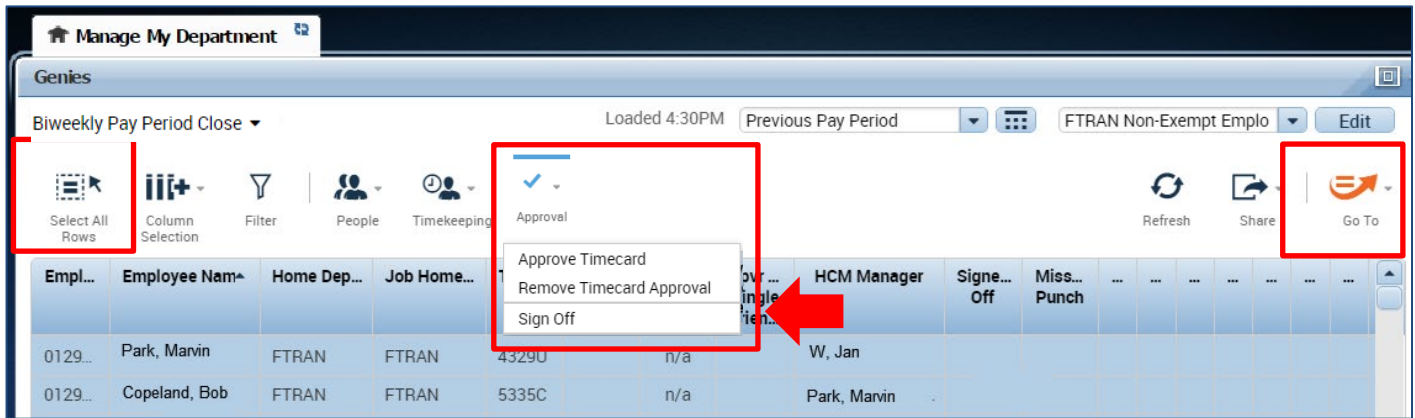 Manage My Department
Genies
Biweekly Pay Period Close
Loaded 4:30PM
Previous Pay Period
FTRAN Non-Exempt Emplo
Edit
Select All
Rows
Column
Selection
Filter
People
Timekeeping
Approval
Refresh
Share
Go To
Approve Timecard
Remove Timecard Approval
Sign Off
Empl... Employee Nam Home Dep... Job Home... HCM Manager Signe... Miss... ... ... ... ... ... ...
Off Punch
0129... Park, Marvin FTRAN FTRAN 4329U n/a W, Jan
0129... Copeland, Bob FTRAN FTRAN 5335C n/a Park, Marvin